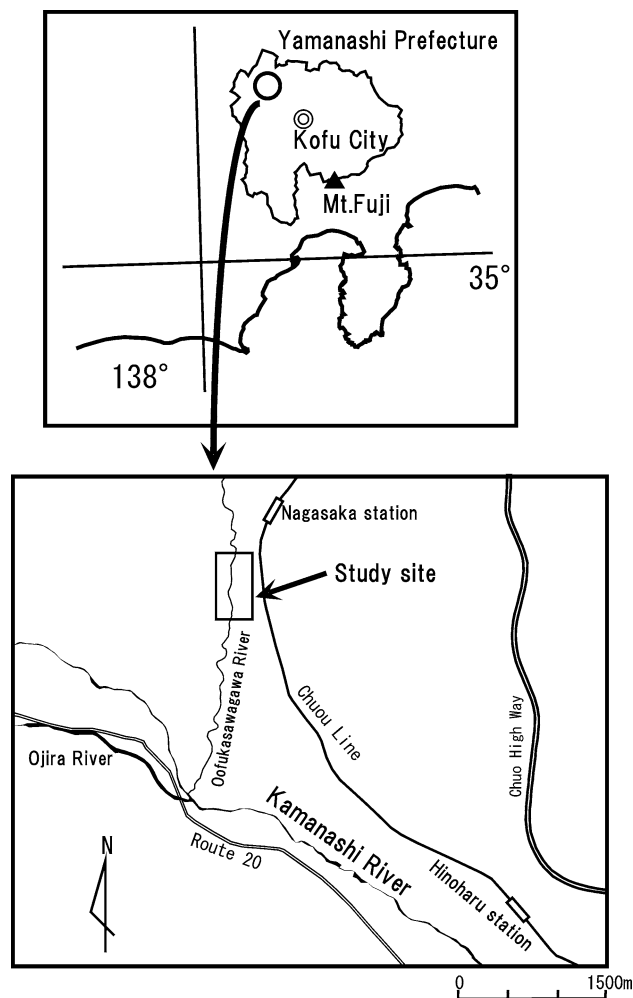 Yamanashi Prefecture
Kofu City
Mt.Fuji
35°
138°
Nagasaka station
Study site
Oofukasawagawa River
Chuou Line
Chuo High Way
Ojira River
Kamanashi River
Route 20
Hinoharu station
N
0 1500m